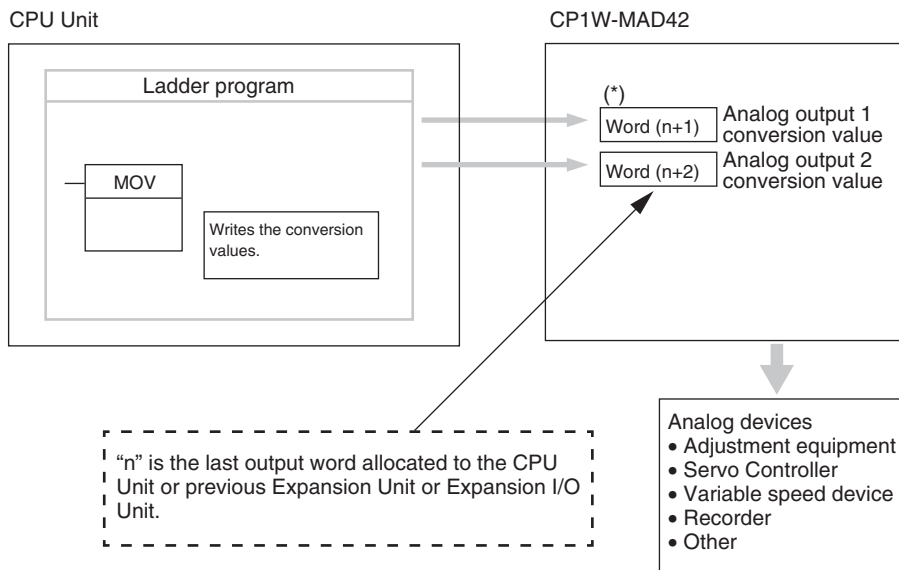 CPU Unit
CP1W-MAD42
Ladder program
(*)
Word (n+1)
Analog output 1
conversion value
Word (n+2)
Analog output 2
conversion value
MOV
Writes the conversion
values.
“n” is the last output word allocated to the CPU
Unit or previous Expansion Unit or Expansion I/O
Unit.
Analog devices
• Adjustment equipment
• Servo Controller
• Variable speed device
• Recorder
• Other